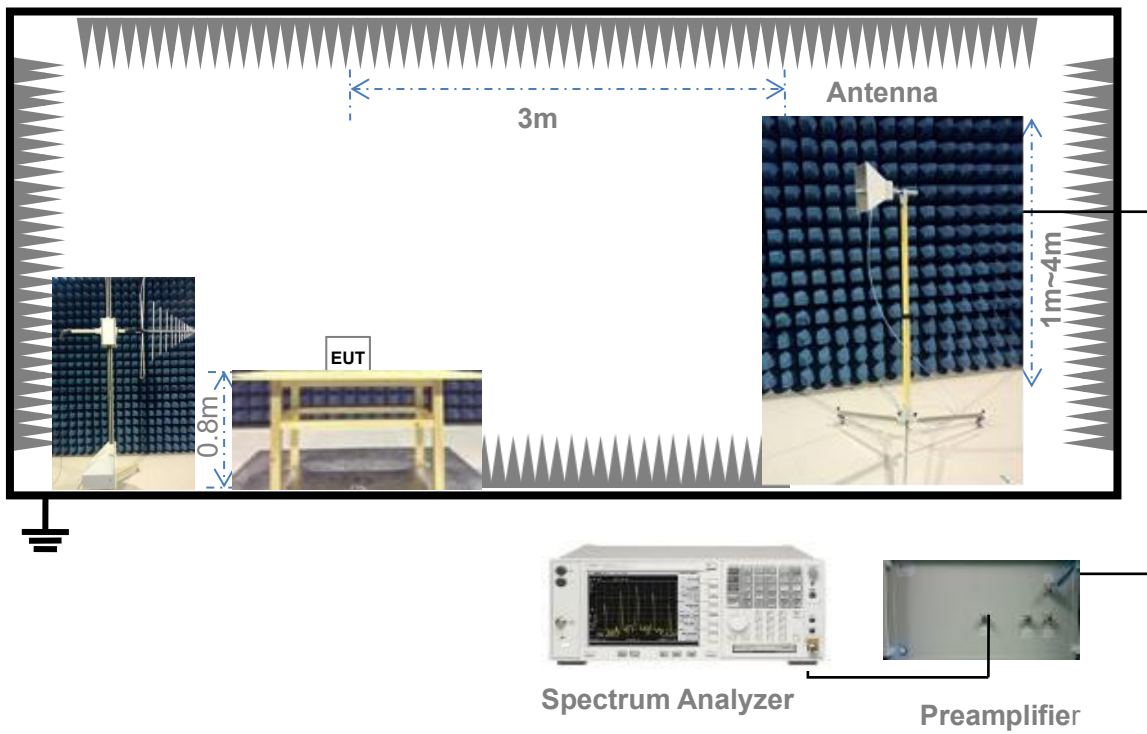 Antenna
3m
1m~4m
EUT
0.8m
Spectrum Analyzer
Preamplifier